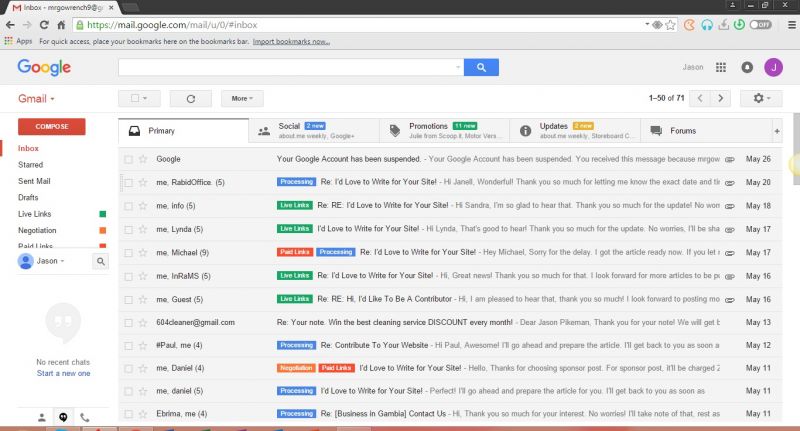 Inbox - mrgowrench9@g
https://mail.google.com/mail/u/0/#inbox
OFF
Apps For quick access, place your bookmarks here on the bookmarks bar. Import bookmarks now...
Google
Jason
J
Gmail
More
1–50 of 71
COMPOSE
Inbox
Starred
Sent Mail
Drafts
Live Links
Negotiation
Paid Links
Jason
No recent chats
Start a new one
Primary
Social 2 new
about.me weekly, Google+
Promotions 11 new
Julie from Scoop.it, Motor Vers...
Updates 2 new
about.me weekly, Storeboard C...
Forums
+
Google Your Google Account has been suspended. - Your Google Account has been suspended. You received this message because mrgow May 26
me, RabidOffice. (5) Processing Re: I'd Love to Write for Your Site! - Hi Janell, Wonderful! Thank you so much for letting me know the exact date and tir May 20
me, info (5) Live Links Re: RE: I'd Love to Write for Your Site! - Hi Sandra, I'm so glad to hear that. Thank you so much for the update! No worr May 18
me, Lynda (5) Live Links I'd Love to Write for Your Site! - Hi Lynda, That's good to hear! Thank you so much for the update. No worries, I'll be sha May 17
me, Michael (9) Paid Links Processing Re: I'd Love to Write for Your Site! - Hey Michael, Sorry for the delay. I got the article ready now. If you let r May 17
me, InRaMS (5) Live Links Re: I'd Love to Write for Your Site! - Hi, Great news! Thank you so much for that. I look forward for more articles to be po May 16
me, Guest (5) Live Links Re: RE: Hi, I'd Like To Be A Contributor - Hi, I am pleased to hear that, thank you so much! I look forward to posting mo May 16
604cleaner@gmail.com Re: Your note. Win the best cleaning service DISCOUNT every month! - Dear Jason Pikeman, Thank you for your note! We will get b May 13
#Paul, me (4) Processing Re: Contribute To Your Website - Hi Paul, Awesome! I'll go ahead and prepare the article. I'll get back to you as soon a May 11
me, Daniel (4) Negotiation Paid Links I'd Love to Write for Your Site! - Hello, Thanks for choosing sponsor post. For sponsor post, it'll be charged 2 May 11
me, daniel (5) Processing I'd Love to Write for Your Site! - Perfect! I'll go ahead and prepare the article for you. I'll get back to you as soon as May 11
Ebrima, me (4) Processing Re: [Business in Gambia] Contact Us - Hi, Thank you so much for your interest. No worries! I'll take note of that, rest as May 11